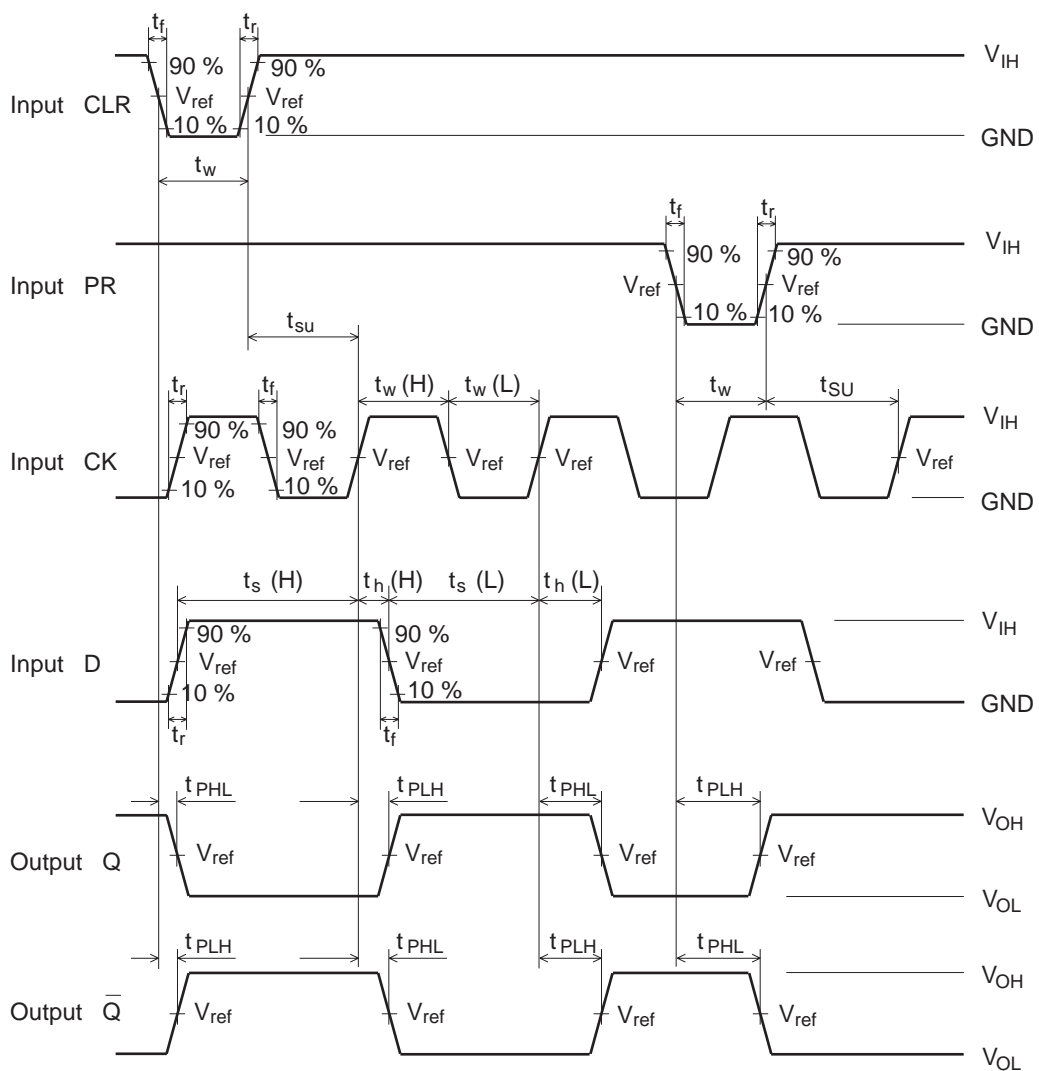 tf tr
VIH
90 % 90 %
Input CLR Vref Vref
10 % 10 %
GND
tw
tf tr
VIH
90 % 90 %
Input PR Vref Vref
10 % 10 %
GND
tsu
tr tf tw (H) tw (L) tw tSU
VIH
90 % 90 %
Input CK Vref Vref Vref Vref Vref Vref
10 % 10 %
GND
ts (H) th (H) ts (L) th (L)
VIH
90 % 90 %
Input D Vref Vref Vref Vref
10 % 10 %
GND
tr tf
tPHL tPLH tPHL tPLH
VOH
Output Q Vref Vref Vref Vref
VOL
tPLH tPHL tPLH tPHL
VOH
Output Q̅ Vref Vref Vref Vref
VOL